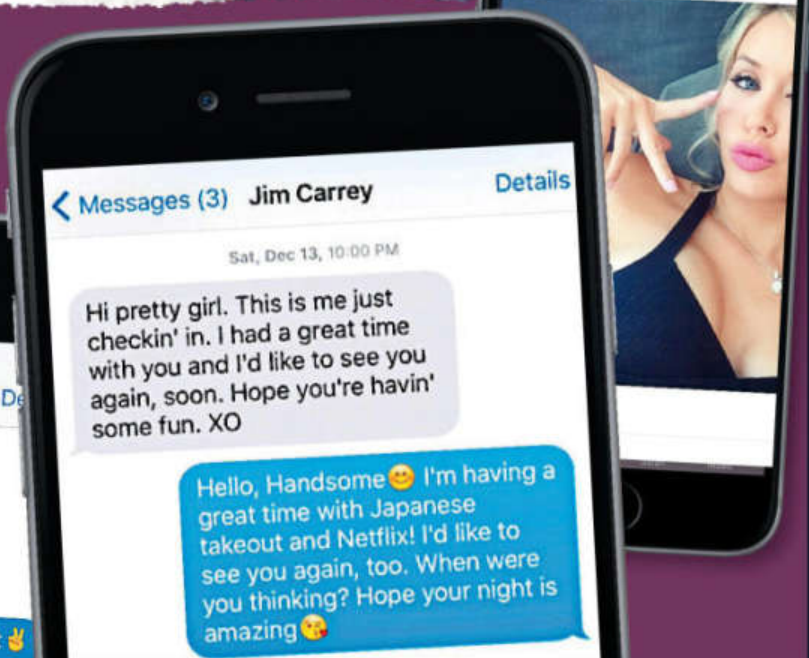 Messages (3)
Jim Carrey
Details
Sat, Dec 13, 10:00 PM
Hi pretty girl. This is me just
checkin' in. I had a great time
with you and I'd like to see you
again, soon. Hope you're havin'
some fun. XO
Hello, Handsome😊 I'm having a
great time with Japanese
takeout and Netflix! I'd like to
see you again, too. When were
you thinking? Hope your night is
amazing😘
De